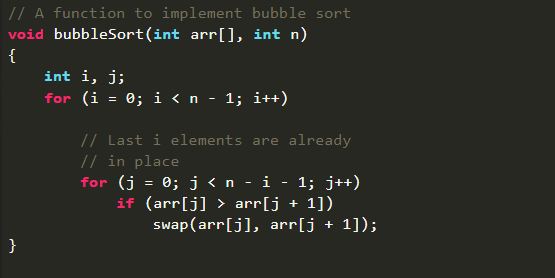 // A function to implement bubble sort
void bubbleSort(int arr[], int n)
{
    int i, j;
    for (i = 0; i < n - 1; i++)

        // Last i elements are already
        // in place
        for (j = 0; j < n - i - 1; j++)
            if (arr[j] > arr[j + 1])
                swap(arr[j], arr[j + 1]);
}